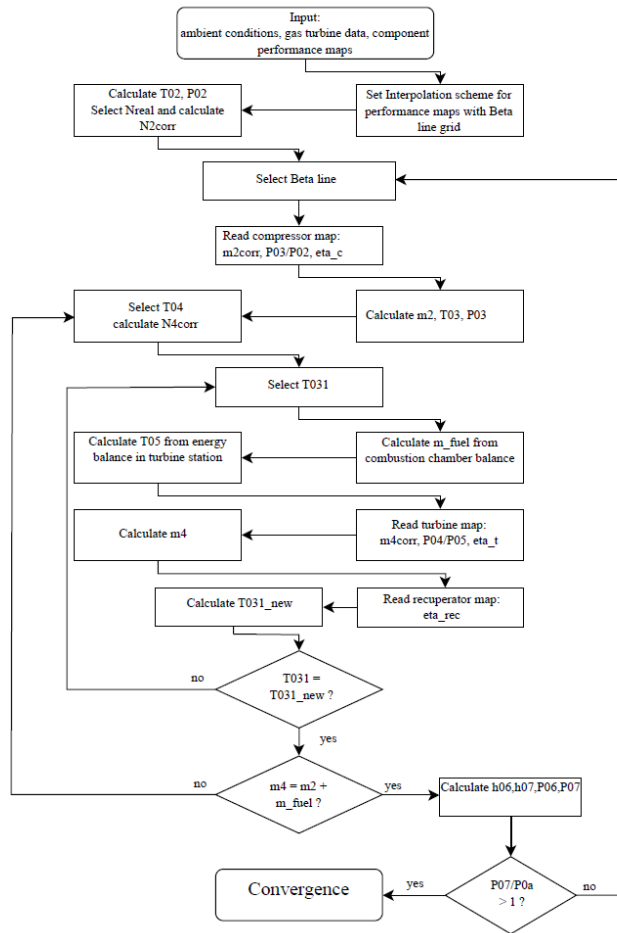 Input:
ambient conditions, gas turbine data, component
performance maps
Calculate T02, P02
Select Nreal and calculate
N2corr
Set Interpolation scheme for
performance maps with Beta
line grid
Select Beta line
Read compressor map:
m2corr, P03/P02, eta_c
Select T04
calculate N4corr
Calculate m2, T03, P03
Select T031
Calculate T05 from energy
balance in turbine station
Calculate m_fuel from
combustion chamber balance
Calculate m4
Read turbine map:
m4corr, P04/P05, eta_t
Calculate T031_new
Read recuperator map:
eta_rec
no
T031 =
T031_new ?
yes
no
m4 = m2 +
m_fuel ?
yes
Calculate h06,h07,P06,P07
Convergence
yes
P07/P0a
> 1 ?
no